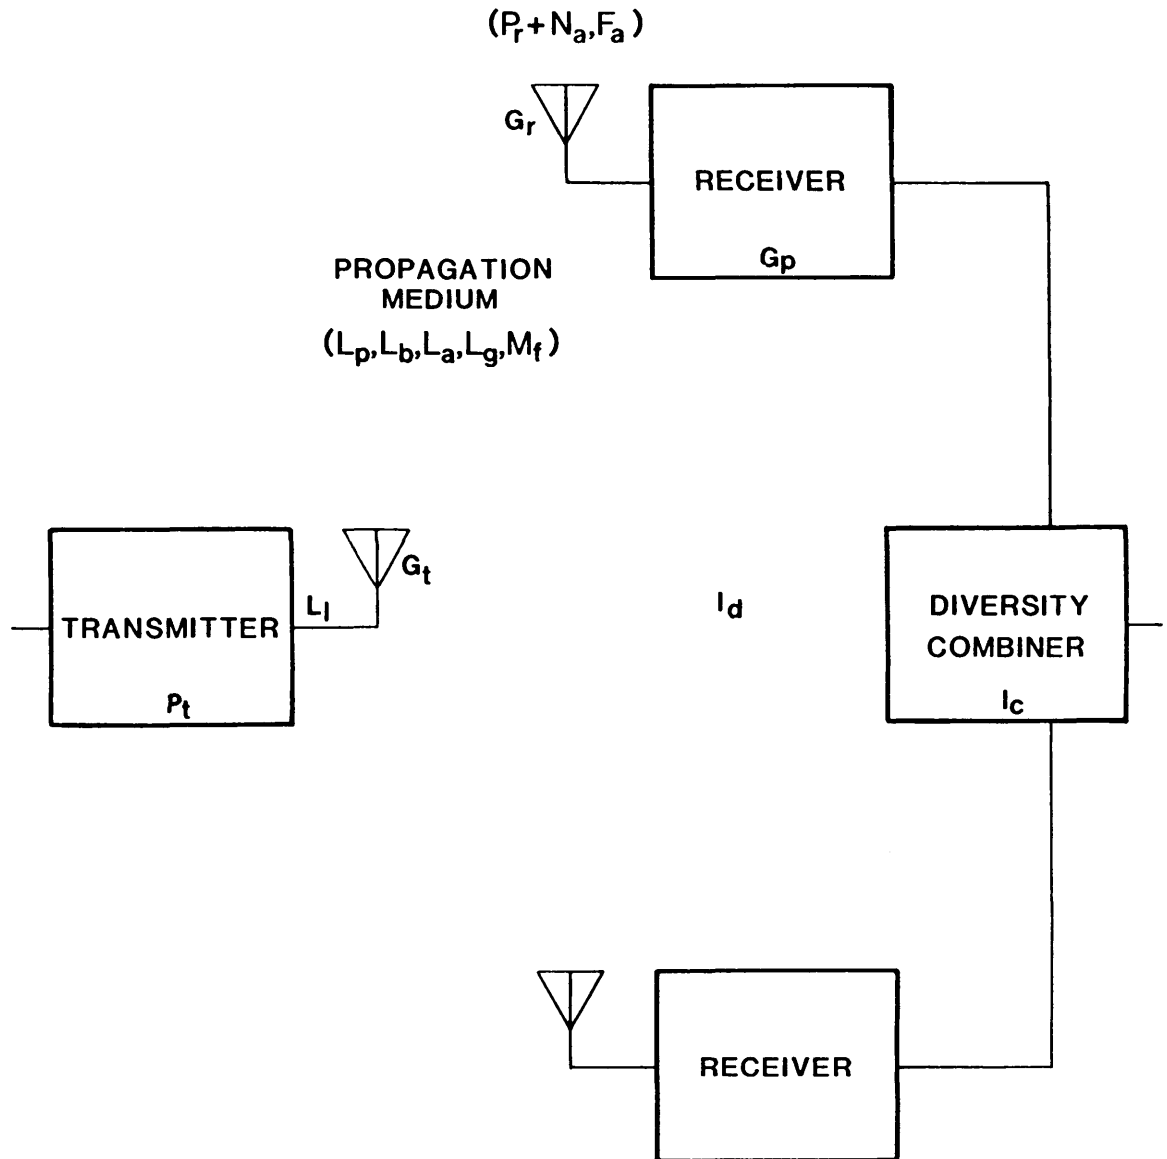 (Pr + Na, Fa)
Gr
RECEIVER
Gp
PROPAGATION
MEDIUM
(Lp, Lb, La, Lg, Mf)
Gt
Ll
TRANSMITTER
Pt
Id
DIVERSITY
COMBINER
Ic
RECEIVER